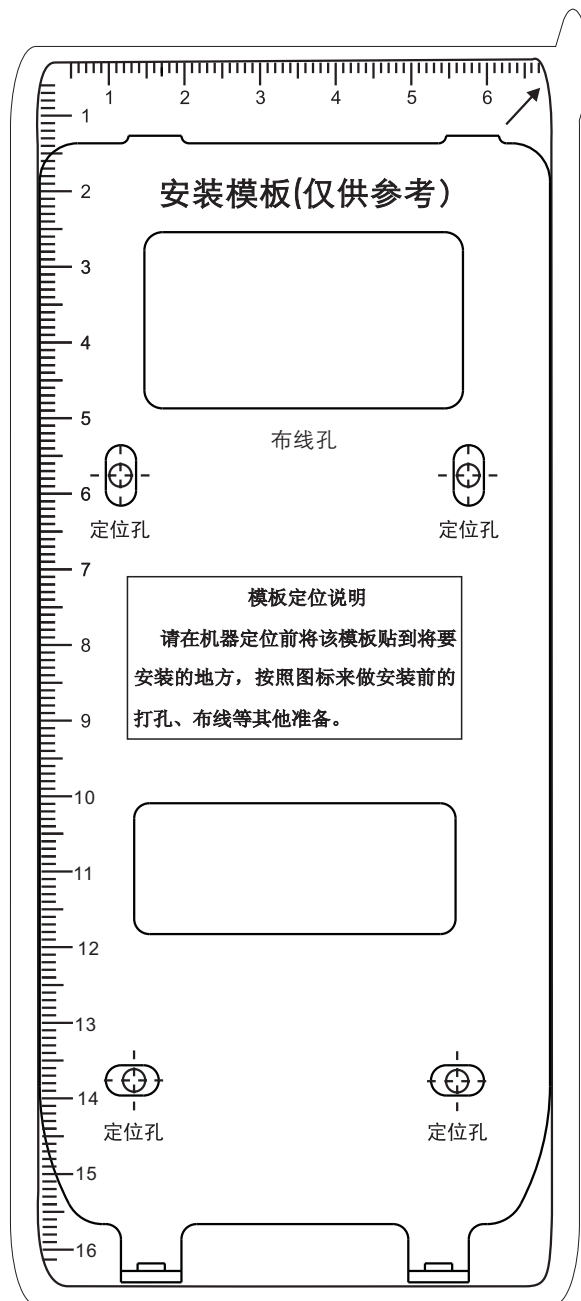 1 2 3 4 5 6
1
2
安装模板(仅供参考）
3
4
5
布线孔
6
定位孔 定位孔
7
模板定位说明
请在机器定位前将该模板贴到将要
8
安装的地方，按照图标来做安装前的
9
打孔、布线等其他准备。
10
11
12
13
14
定位孔 定位孔
15
16